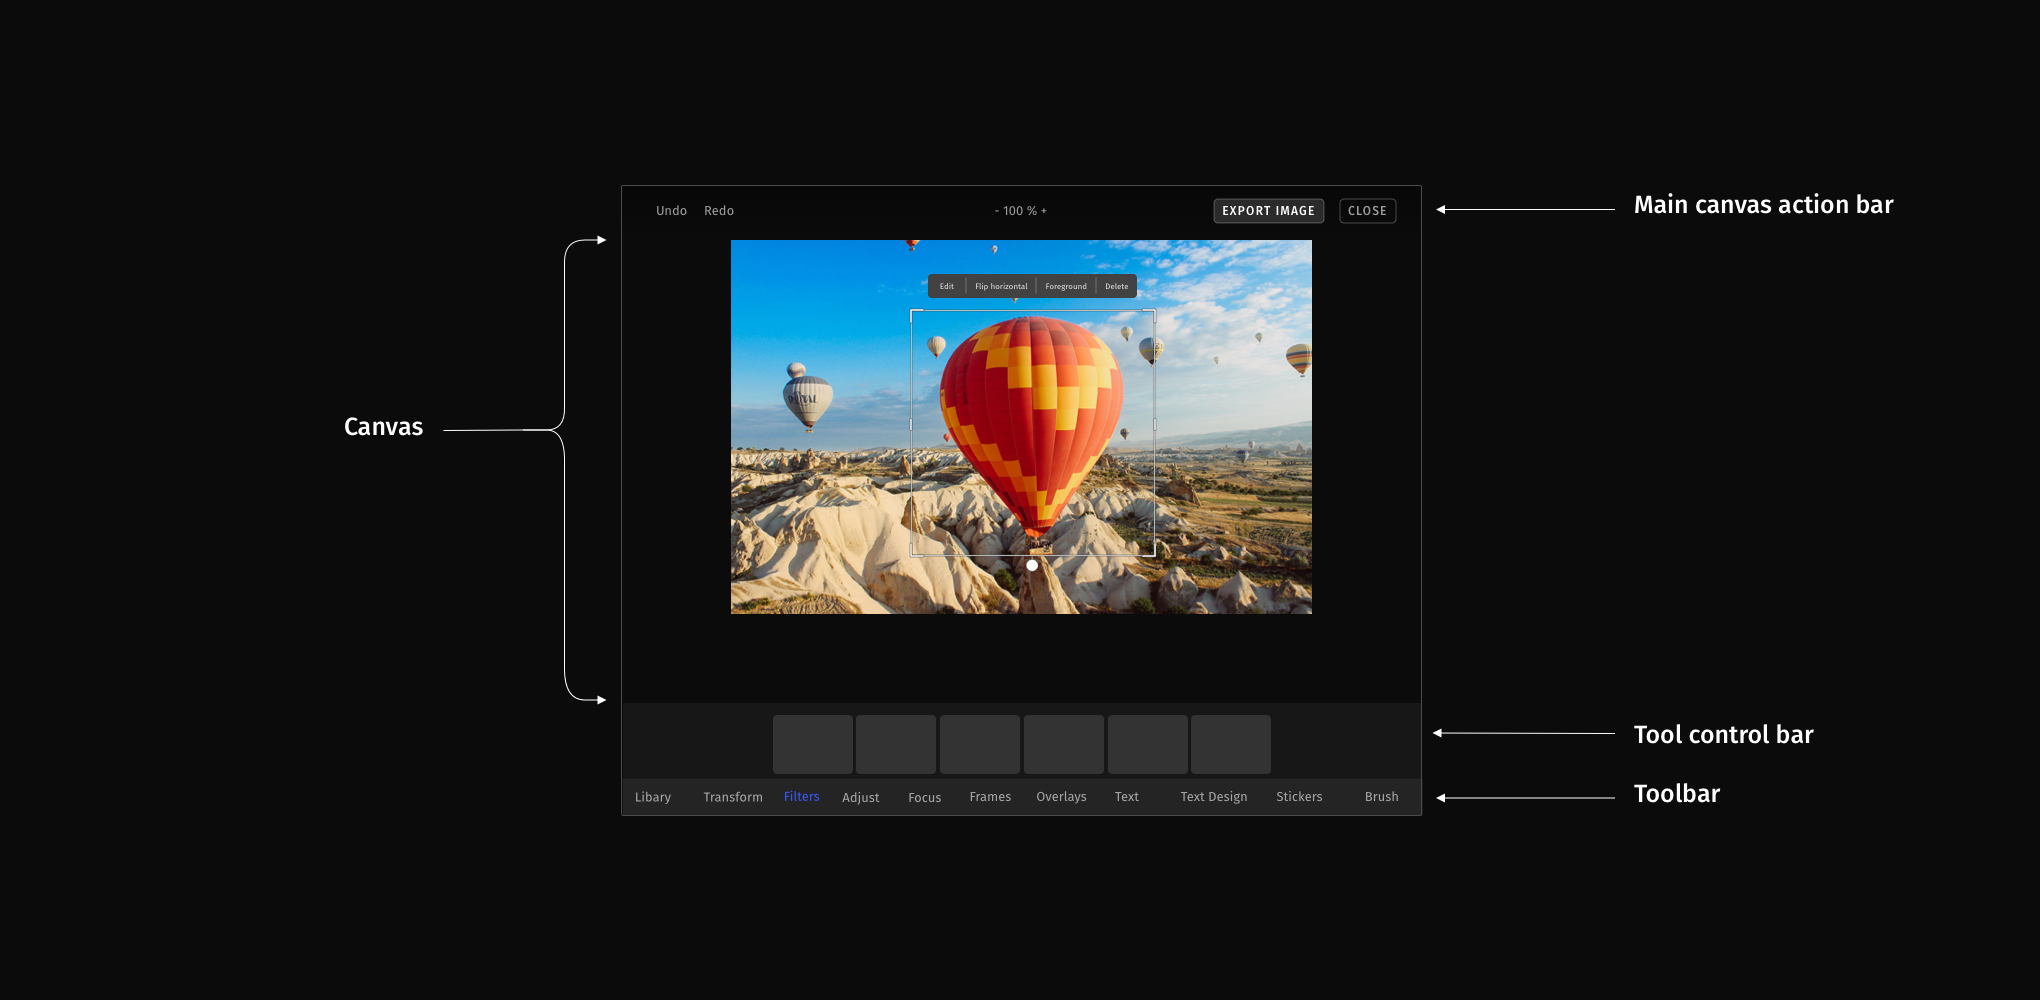 Main canvas action bar
Undo Redo - 100 % + EXPORT IMAGE CLOSE
Edit Flip horizontal Foreground Delete
Canvas
Tool control bar
Toolbar
Libary Transform Filters Adjust Focus Frames Overlays Text Text Design Stickers Brush